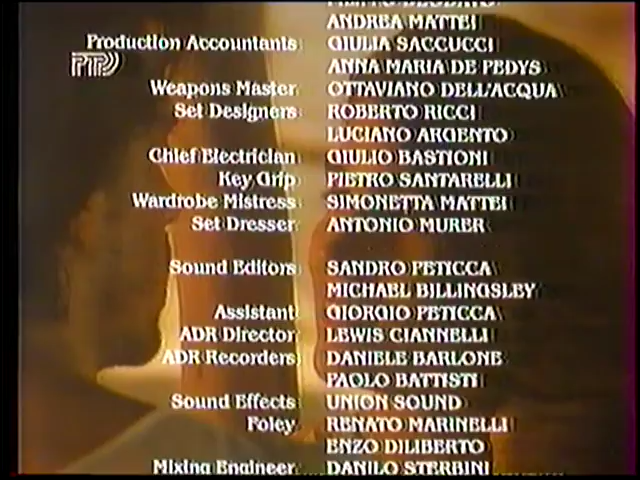 ANDREA MATTEI
Production Accountants GIULIA SACCUCCI
РТР
ANNA MARIA DE PEDYS
Weapons Master OTTAVIANO DELL'ACQUA
Set Designers ROBERTO RICCI
LUCIANO ARGENTO
Chief Electrician GIULIO BASTIONI
Key Grip PIETRO SANTARELLI
Wardrobe Mistress SIMONETTA MATTEI
Set Dresser ANTONIO MURER
Sound Editors SANDRO PETICCA
MICHAEL BILLINGSLEY
Assistant GIORGIO PETICCA
ADR Director LEWIS CIANNELLI
ADR Recorders DANIELE BARLONE
PAOLO BATTISTI
Sound Effects UNION SOUND
Foley RENATO MARINELLI
ENZO DILIBERTO
Mixing Engineer DANILO STERBINI